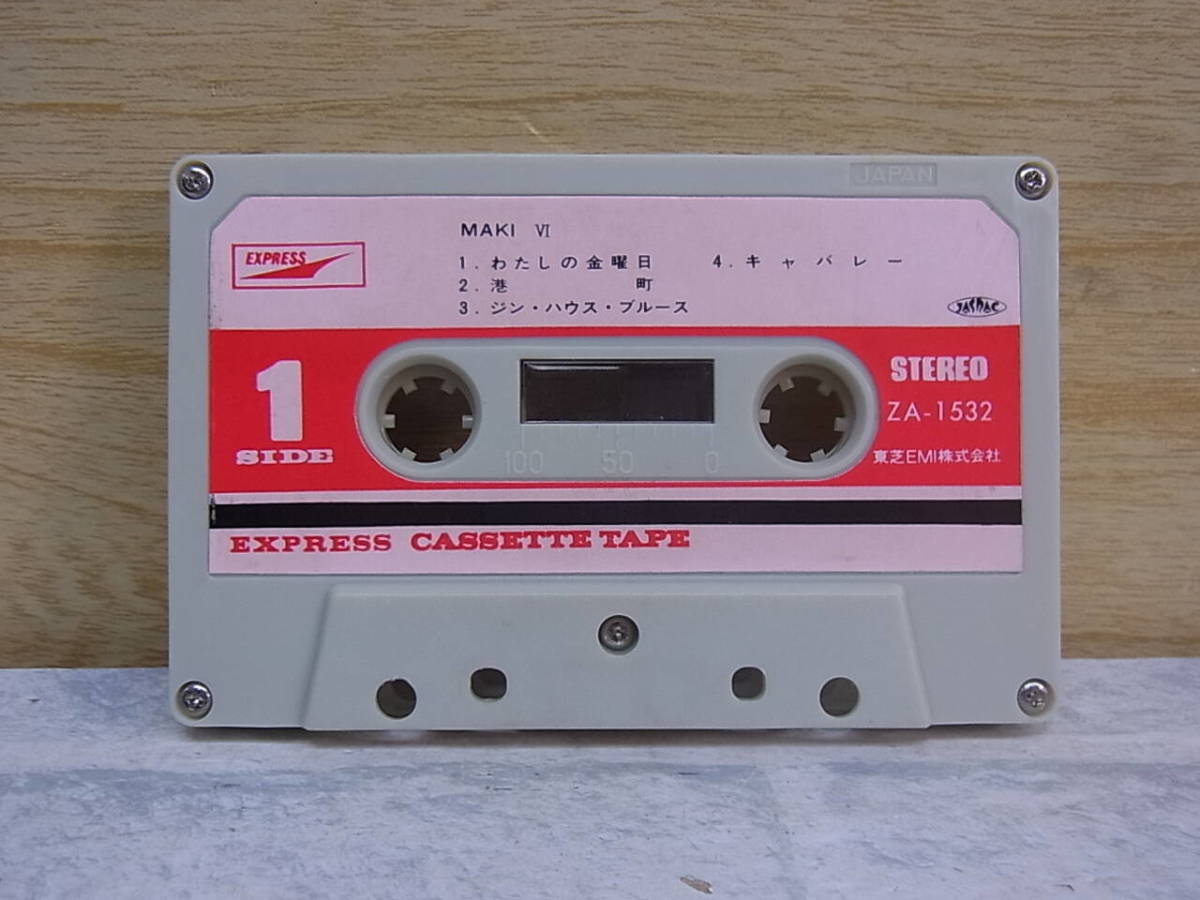 JAPAN
MAKI Ⅵ
EXPRESS
1. わたしの金曜日 4. キャバレー
2. 港町
3. ジン・ハウス・ブルース
JASRAC
1
SIDE
STEREO
ZA-1532
東芝EMI株式会社
100 50 0
EXPRESS CASSETTE TAPE